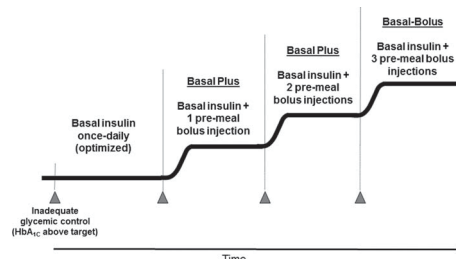 Basal insulin
once-daily
(optimized)
Basal Plus
Basal insulin +
1 pre-meal
bolus injection
Basal Plus
Basal insulin +
2 pre-meal
bolus injections
Basal-Bolus
Basal insulin +
3 pre-meal bolus
injections
Inadequate
glycemic control
(HbA1C above target)
Time